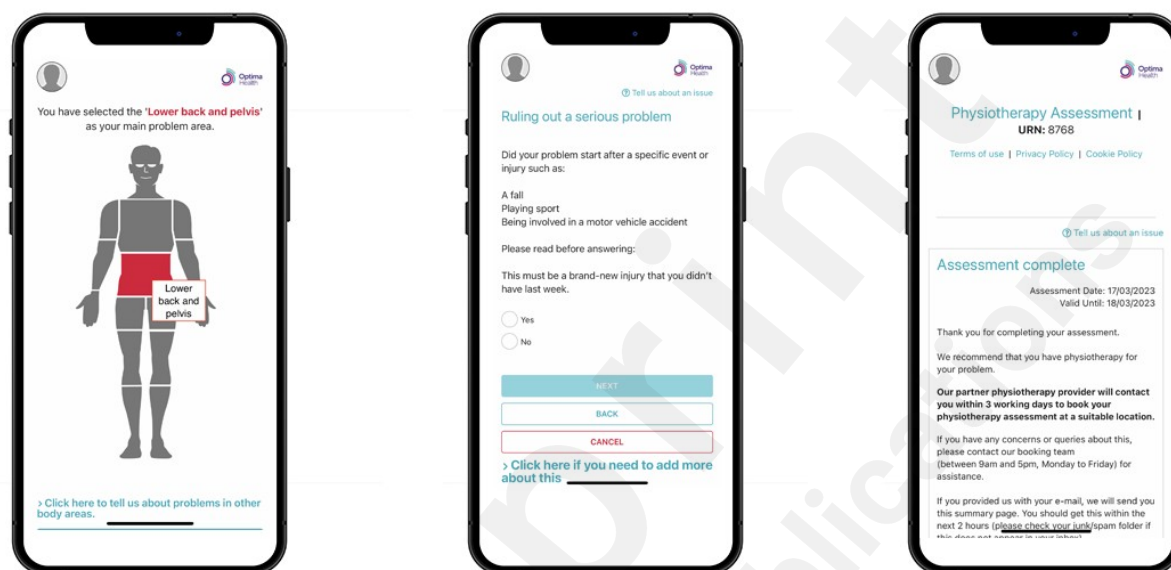 Optima
Health
You have selected the 'Lower back and pelvis'
as your main problem area.
Lower
back and
pelvis
> Click here to tell us about problems in other
body areas.
Optima
Health
Tell us about an issue
Ruling out a serious problem
Did your problem start after a specific event or
injury such as:
A fall
Playing sport
Being involved in a motor vehicle accident
Please read before answering:
This must be a brand-new injury that you didn't
have last week.
Yes
No
NEXT
BACK
CANCEL
> Click here if you need to add more
about this
Optima
Health
Physiotherapy Assessment |
URN: 8768
Terms of use | Privacy Policy | Cookie Policy
Tell us about an issue
Assessment complete
Assessment Date: 17/03/2023
Valid Until: 18/03/2023
Thank you for completing your assessment.
We recommend that you have physiotherapy for
your problem.
Our partner physiotherapy provider will contact
you within 3 working days to book your
physiotherapy assessment at a suitable location.
If you have any concerns or queries about this,
please contact our booking team
(between 9am and 5pm, Monday to Friday) for
assistance.
If you provided us with your e-mail, we will send you
this summary page. You should get this within the
next 2 hours (please check your junk/spam folder if
this does not appear in your inbox)